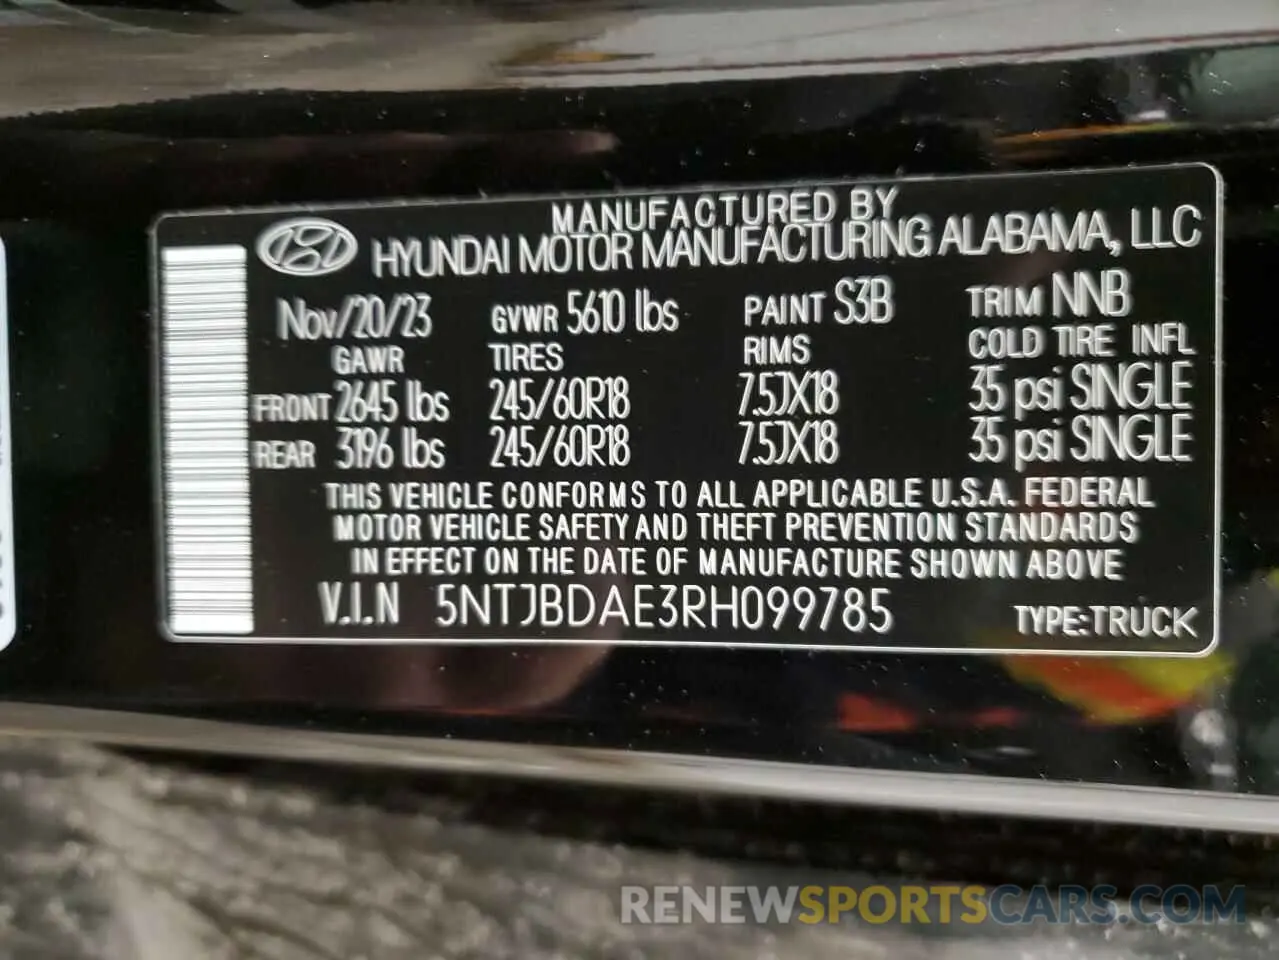 MANUFACTURED BY
HYUNDAI MOTOR MANUFACTURING ALABAMA, LLC
Nov/20/23 GVWR 5610 lbs PAINT S3B TRIM NNB
GAWR TIRES RIMS COLD TIRE INFL
FRONT 2645 lbs 245/60R18 7.5JX18 35 psi SINGLE
REAR 3196 lbs 245/60R18 7.5JX18 35 psi SINGLE
THIS VEHICLE CONFORMS TO ALL APPLICABLE U.S.A. FEDERAL
MOTOR VEHICLE SAFETY AND THEFT PREVENTION STANDARDS
IN EFFECT ON THE DATE OF MANUFACTURE SHOWN ABOVE
V.I.N 5NTJBDAE3RH099785 TYPE:TRUCK
RENEWSPORTSCARS.COM